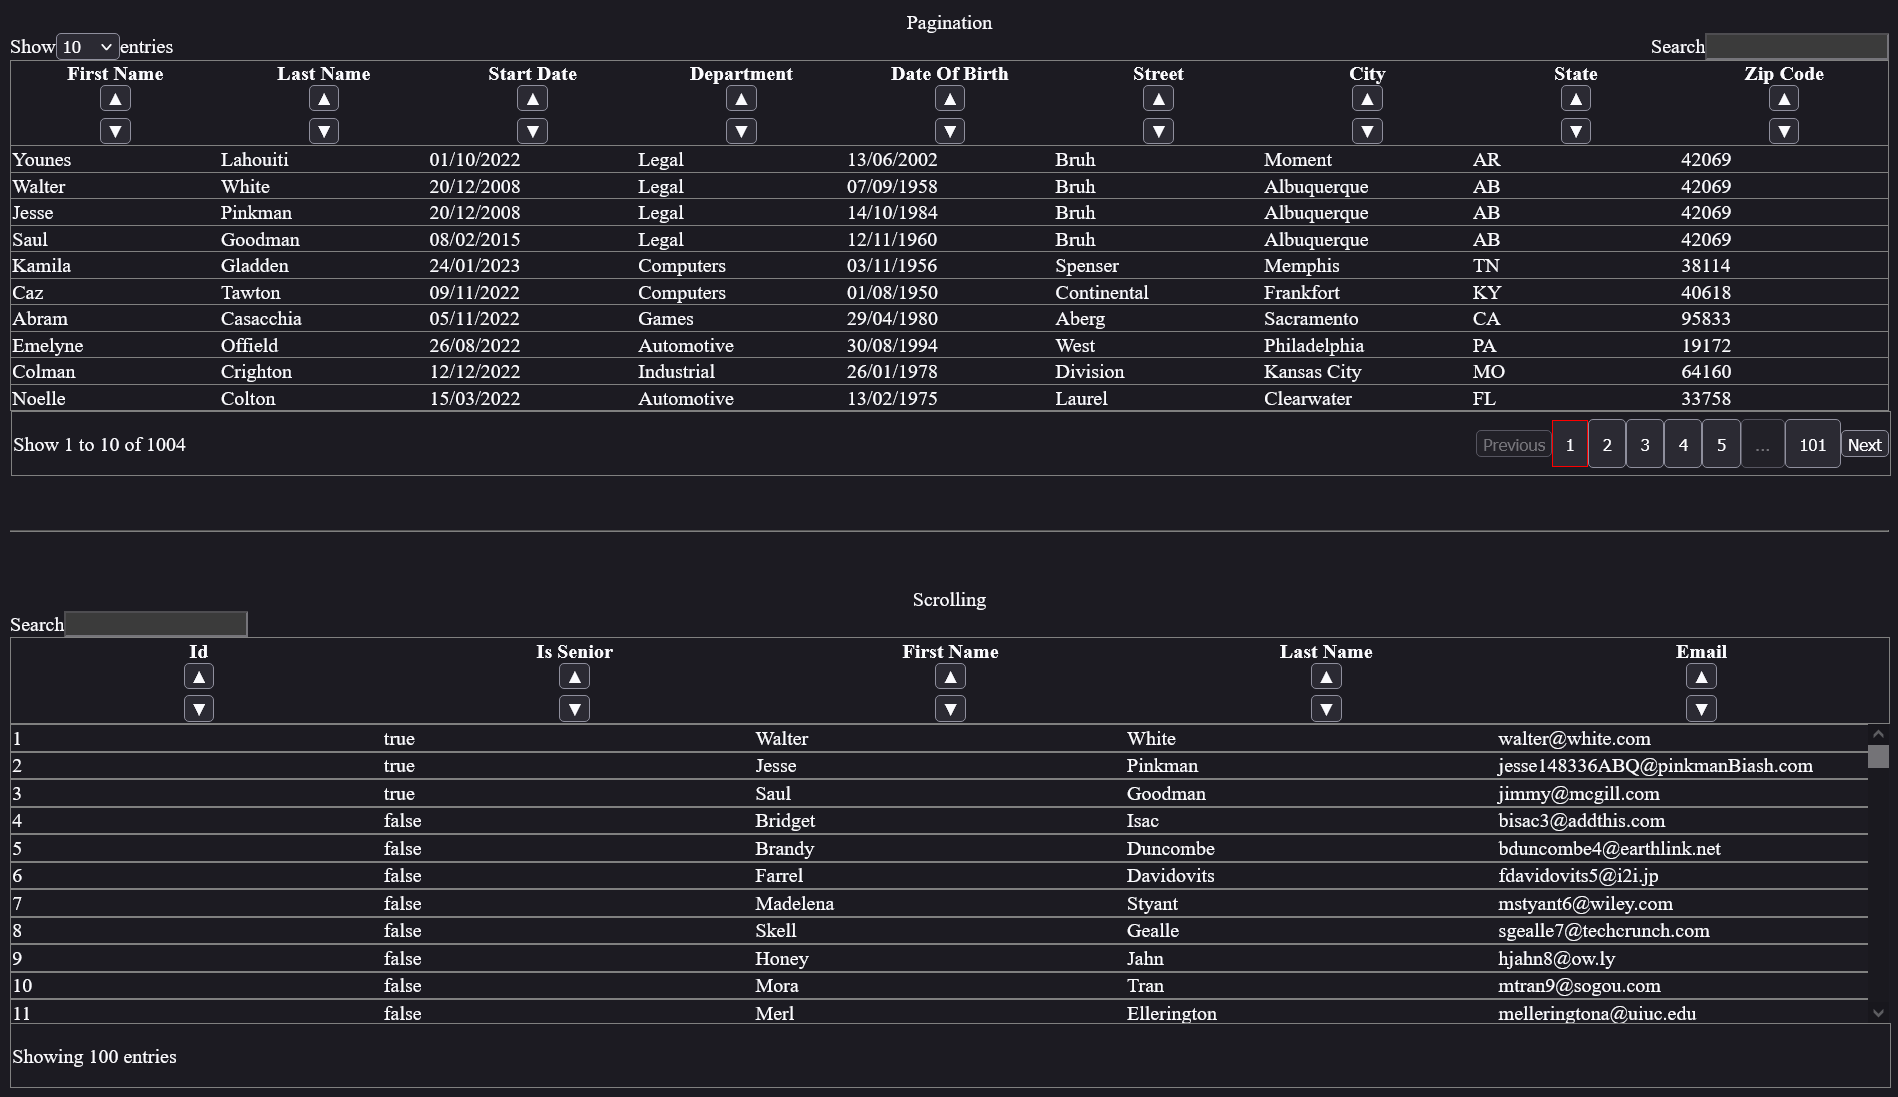 Pagination
Show 10 entries Search
First Name Last Name Start Date Department Date Of Birth Street City State Zip Code
▲ ▲ ▲ ▲ ▲ ▲ ▲ ▲ ▲
▼ ▼ ▼ ▼ ▼ ▼ ▼ ▼ ▼
Younes Lahouiti 01/10/2022 Legal 13/06/2002 Bruh Moment AR 42069
Walter White 20/12/2008 Legal 07/09/1958 Bruh Albuquerque AB 42069
Jesse Pinkman 20/12/2008 Legal 14/10/1984 Bruh Albuquerque AB 42069
Saul Goodman 08/02/2015 Legal 12/11/1960 Bruh Albuquerque AB 42069
Kamila Gladden 24/01/2023 Computers 03/11/1956 Spenser Memphis TN 38114
Caz Tawton 09/11/2022 Computers 01/08/1950 Continental Frankfort KY 40618
Abram Casacchia 05/11/2022 Games 29/04/1980 Aberg Sacramento CA 95833
Emelyne Offield 26/08/2022 Automotive 30/08/1994 West Philadelphia PA 19172
Colman Crighton 12/12/2022 Industrial 26/01/1978 Division Kansas City MO 64160
Noelle Colton 15/03/2022 Automotive 13/02/1975 Laurel Clearwater FL 33758
Show 1 to 10 of 1004 Previous 1 2 3 4 5 ... 101 Next
Scrolling
Search
Id Is Senior First Name Last Name Email
▲ ▲ ▲ ▲ ▲
▼ ▼ ▼ ▼ ▼
1 true Walter White walter@white.com
2 true Jesse Pinkman jesse148336ABQ@pinkmanBiash.com
3 true Saul Goodman jimmy@mcgill.com
4 false Bridget Isac bisac3@addthis.com
5 false Brandy Duncombe bduncombe4@earthlink.net
6 false Farrel Davidovits fdavidovits5@i2i.jp
7 false Madelena Styant mstyant6@wiley.com
8 false Skell Gealle sgealle7@techcrunch.com
9 false Honey Jahn hjahn8@ow.ly
10 false Mora Tran mtran9@sogou.com
11 false Merl Ellerington melleringtona@uiuc.edu
Showing 100 entries